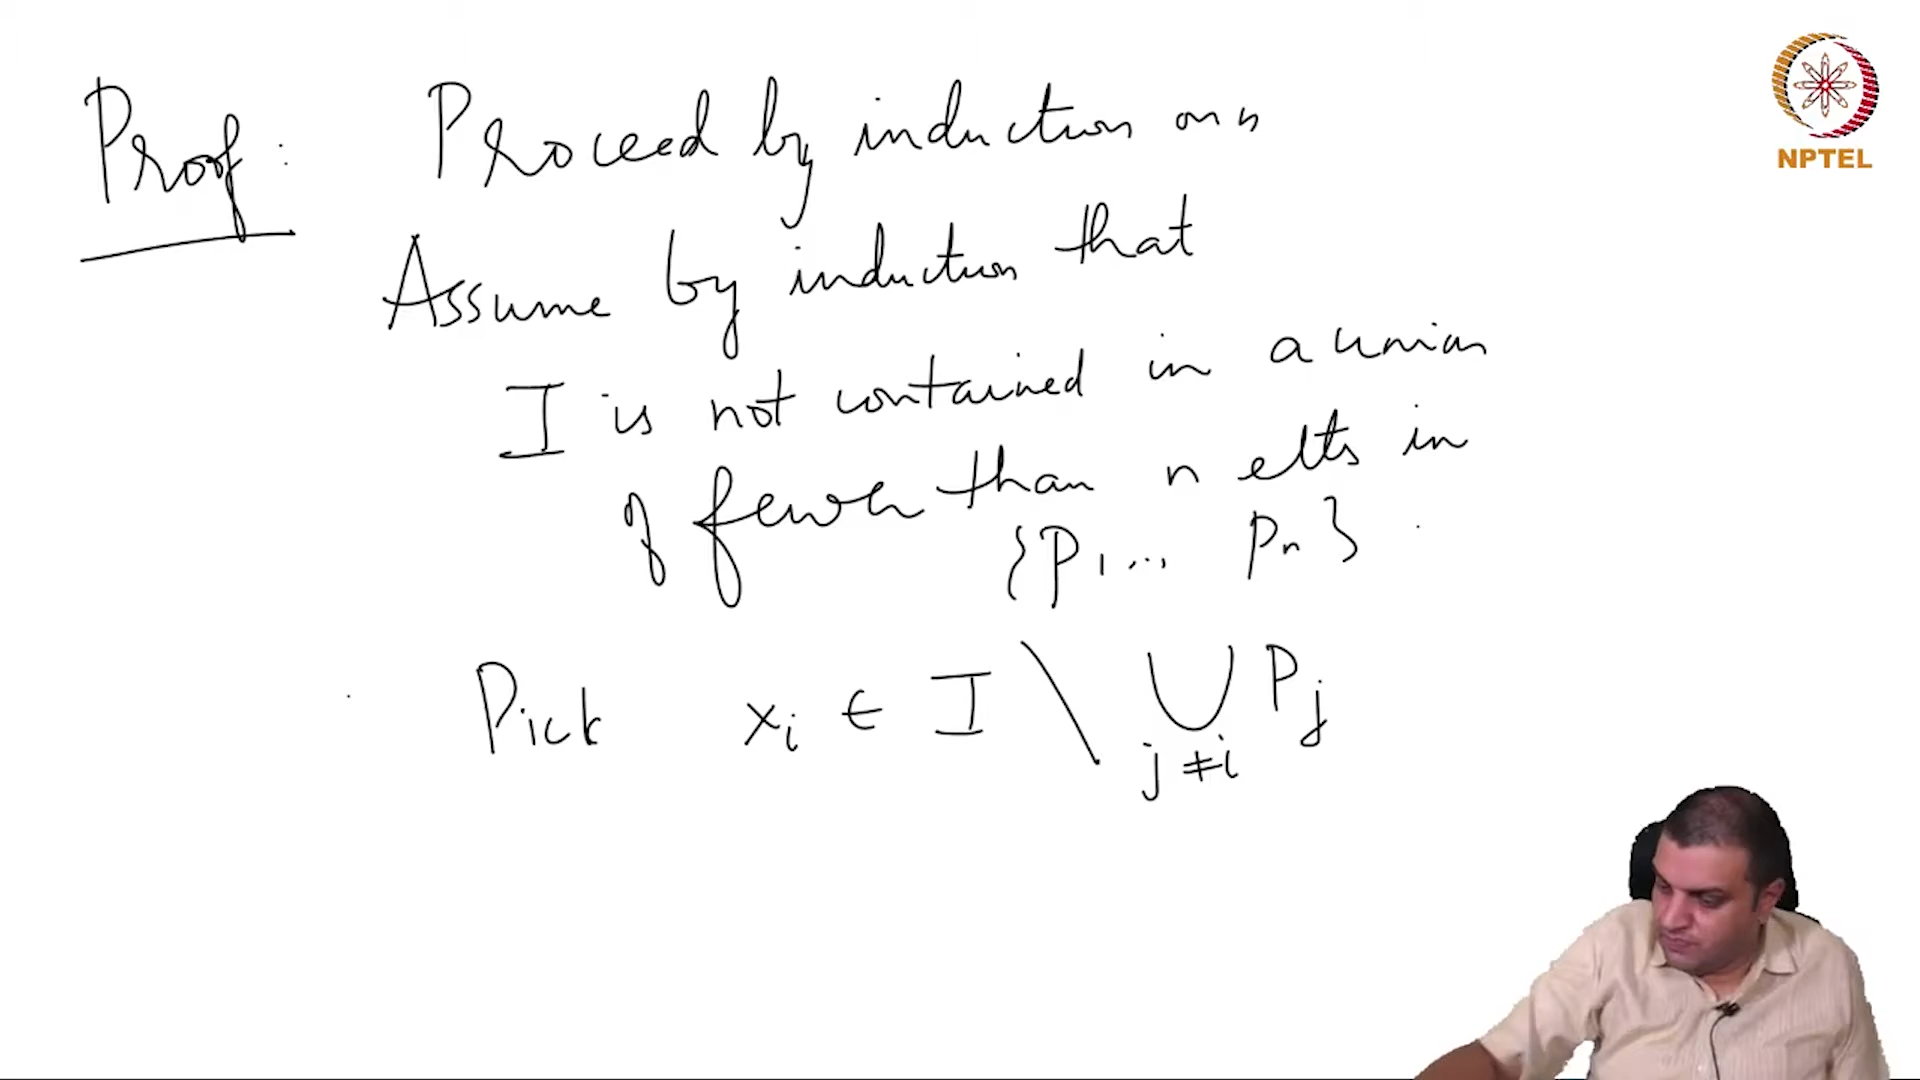 Proof: Proceed by induction on n
Assume by induction that
I is not contained in a union
of fewer than n elts in
{P₁... Pₙ}.
Pick xᵢ ∈ I \ ⋃ Pⱼ
j ≠ i
NPTEL